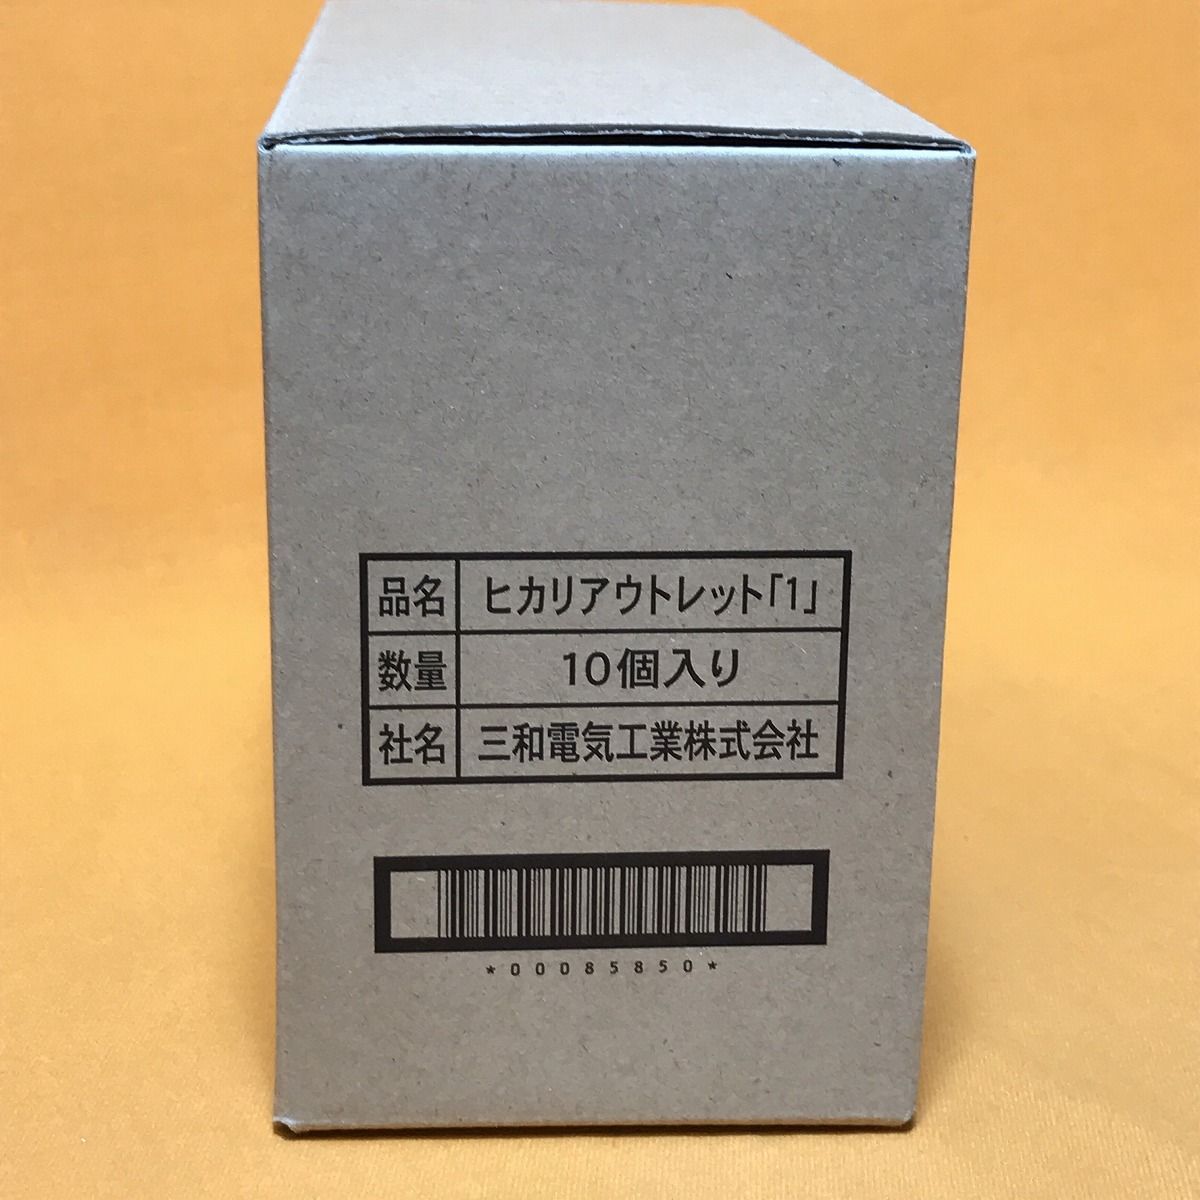 品名 ヒカリアウトレット「1」
数量 10個入り
社名 三和電気工業株式会社
*00085850*